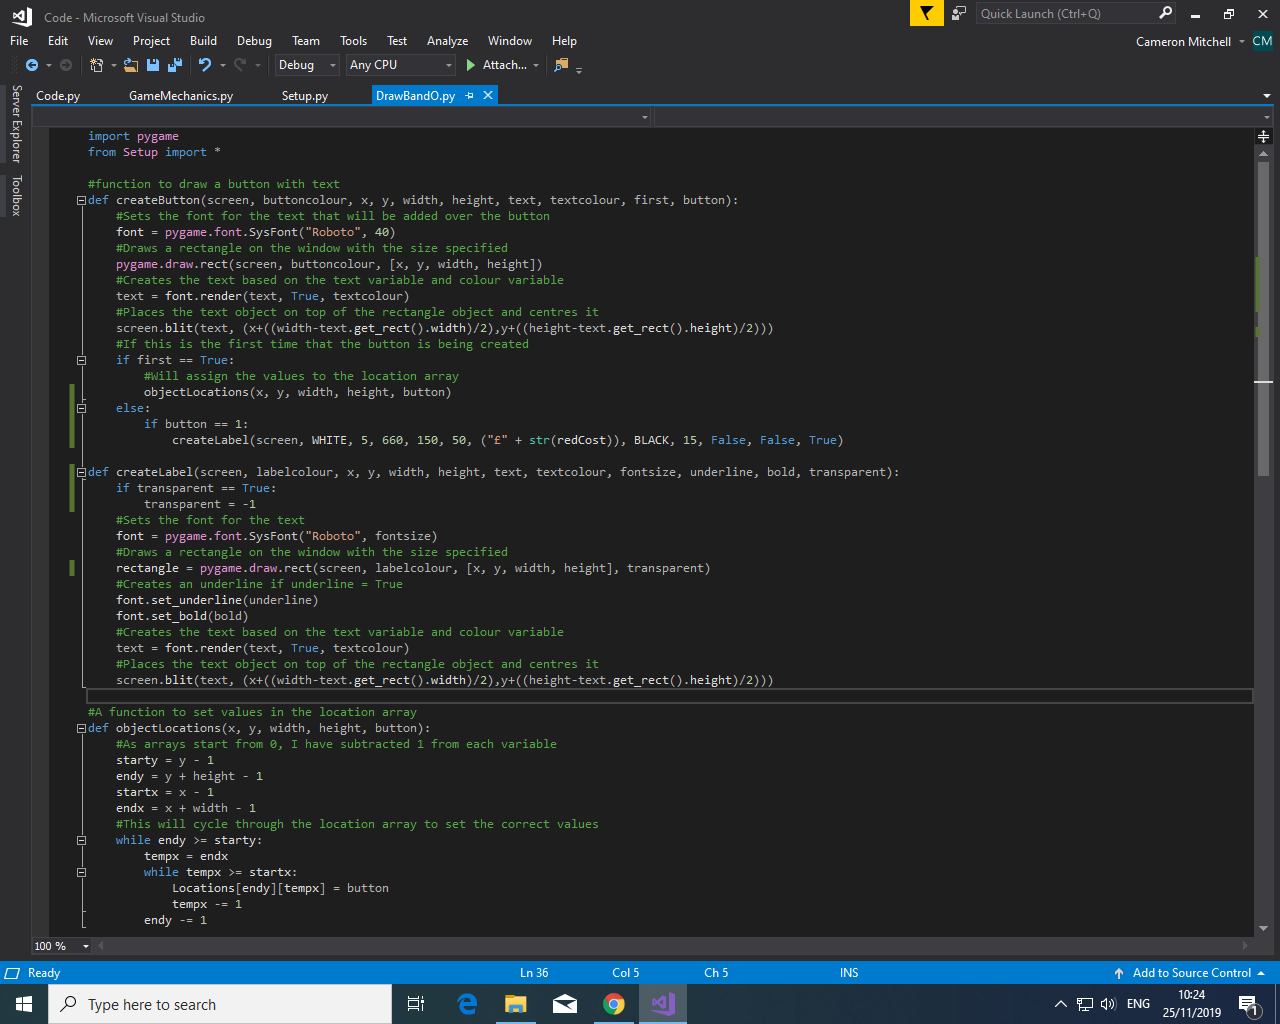 Code - Microsoft Visual Studio
Quick Launch (Ctrl+Q)
File Edit View Project Build Debug Team Tools Test Analyze Window Help
Cameron Mitchell CM
Debug Any CPU Attach...
Server Explorer
Toolbox
Code.py GameMechanics.py Setup.py DrawBandO.py
import pygame
from Setup import *
#function to draw a button with text
def createButton(screen, buttoncolour, x, y, width, height, text, textcolour, first, button):
#Sets the font for the text that will be added over the button
font = pygame.font.SysFont("Roboto", 40)
#Draws a rectangle on the window with the size specified
pygame.draw.rect(screen, buttoncolour, [x, y, width, height])
#Creates the text based on the text variable and colour variable
text = font.render(text, True, textcolour)
#Places the text object on top of the rectangle object and centres it
screen.blit(text, (x+((width-text.get_rect().width)/2),y+((height-text.get_rect().height)/2)))
#If this is the first time that the button is being created
if first == True:
#Will assign the values to the location array
objectLocations(x, y, width, height, button)
else:
if button == 1:
createLabel(screen, WHITE, 5, 660, 150, 50, ("£" + str(redCost)), BLACK, 15, False, False, True)
def createLabel(screen, labelcolour, x, y, width, height, text, textcolour, fontsize, underline, bold, transparent):
if transparent == True:
transparent = -1
#Sets the font for the text
font = pygame.font.SysFont("Roboto", fontsize)
#Draws a rectangle on the window with the size specified
rectangle = pygame.draw.rect(screen, labelcolour, [x, y, width, height], transparent)
#Creates an underline if underline = True
font.set_underline(underline)
font.set_bold(bold)
#Creates the text based on the text variable and colour variable
text = font.render(text, True, textcolour)
#Places the text object on top of the rectangle object and centres it
screen.blit(text, (x+((width-text.get_rect().width)/2),y+((height-text.get_rect().height)/2)))
#A function to set values in the location array
def objectLocations(x, y, width, height, button):
#As arrays start from 0, I have subtracted 1 from each variable
starty = y - 1
endy = y + height - 1
startx = x - 1
endx = x + width - 1
#This will cycle through the location array to set the correct values
while endy >= starty:
tempx = endx
while tempx >= startx:
Locations[endy][tempx] = button
tempx -= 1
endy -= 1
100 %
Ready Ln 36 Col 5 Ch 5 INS Add to Source Control
Type here to search
ENG
10:24
25/11/2019
1